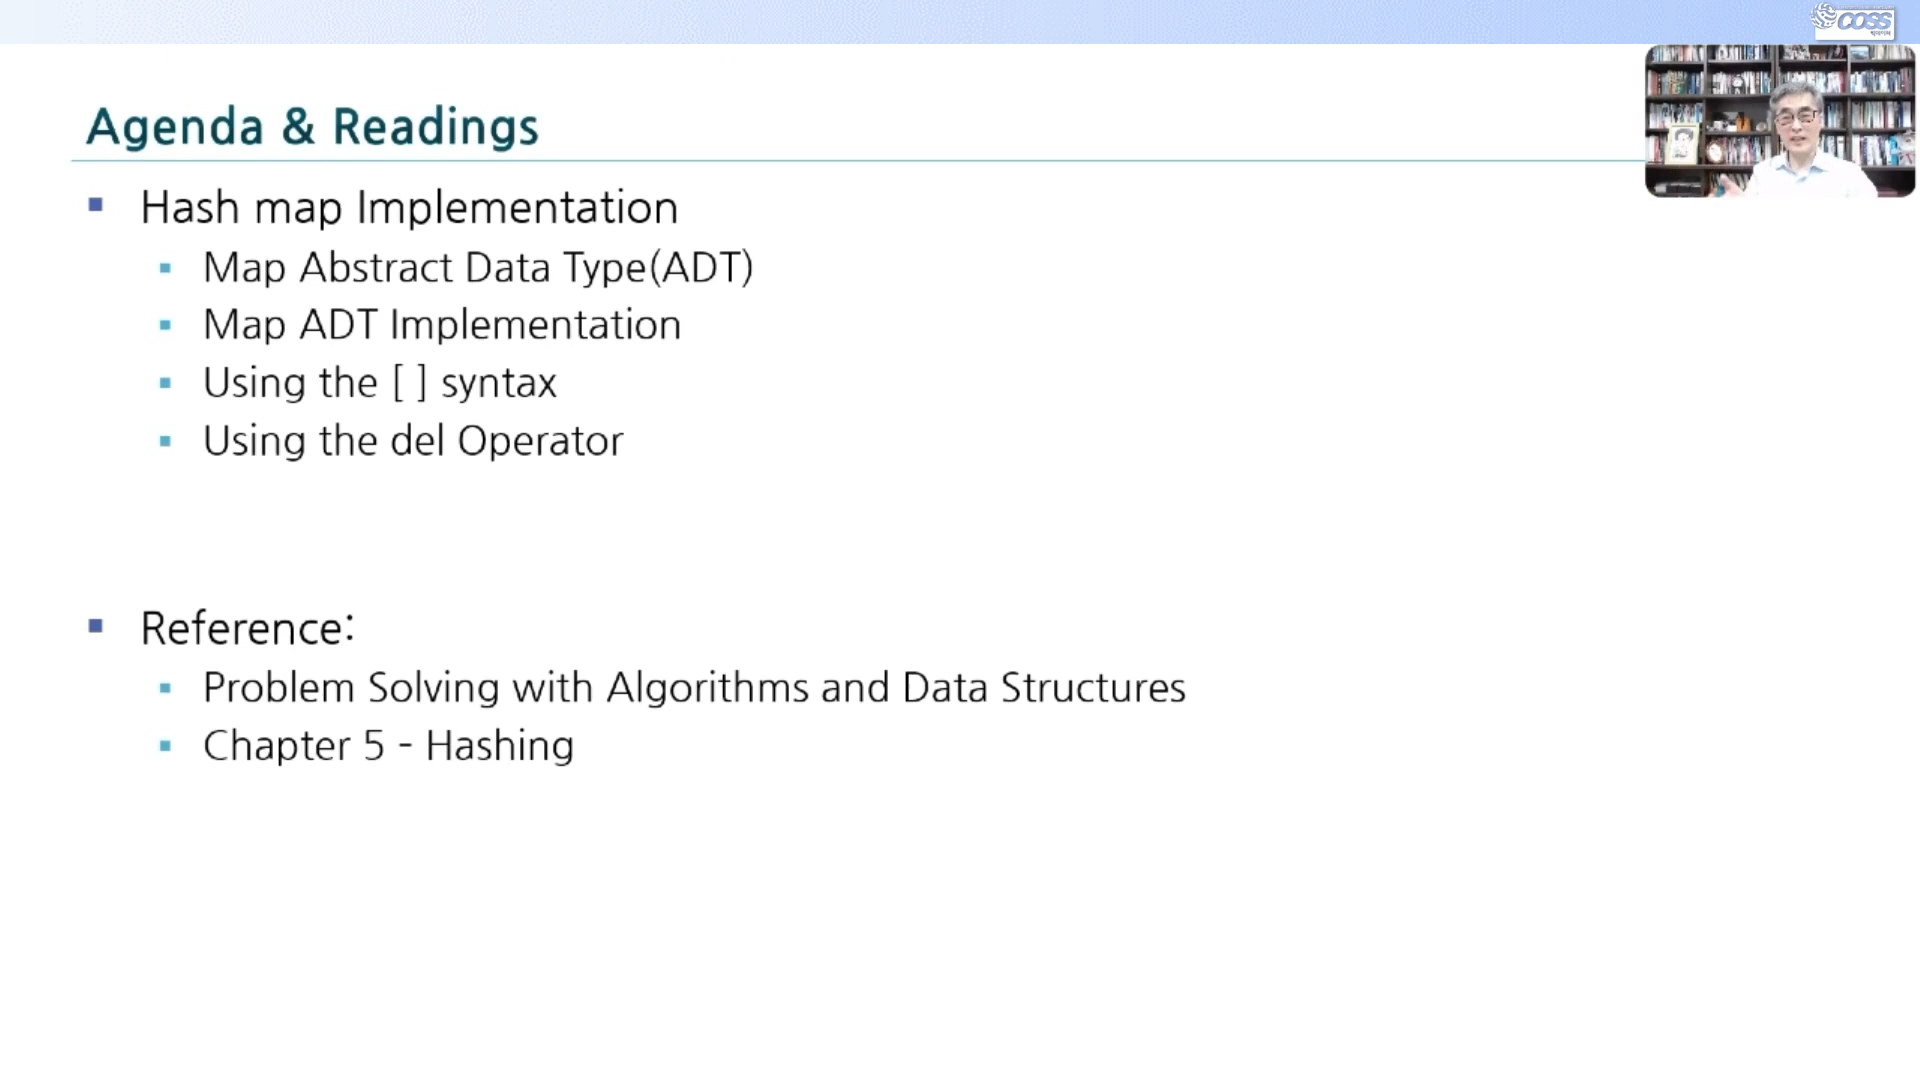 COSS
Agenda & Readings
Hash map Implementation
Map Abstract Data Type(ADT)
Map ADT Implementation
Using the [ ] syntax
Using the del Operator
Reference:
Problem Solving with Algorithms and Data Structures
Chapter 5 - Hashing